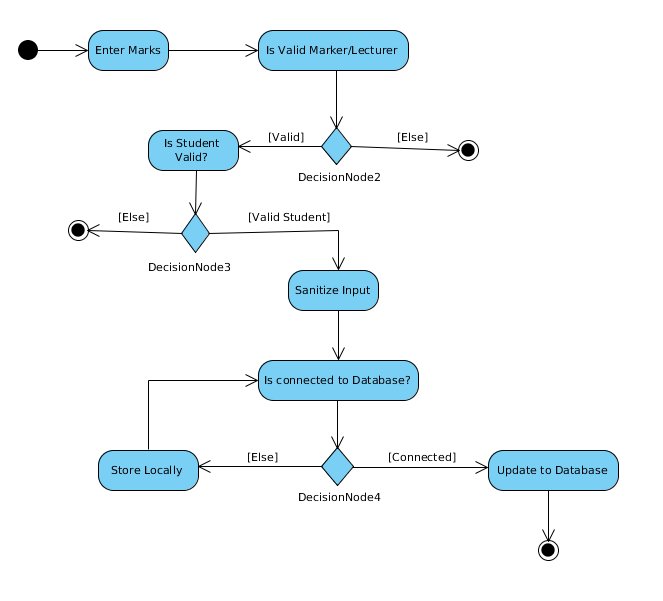 Enter Marks
Is Valid Marker/Lecturer
[Valid]
[Else]
Is Student
Valid?
DecisionNode2
[Else]
[Valid Student]
DecisionNode3
Sanitize Input
Is connected to Database?
[Else]
[Connected]
Store Locally
Update to Database
DecisionNode4